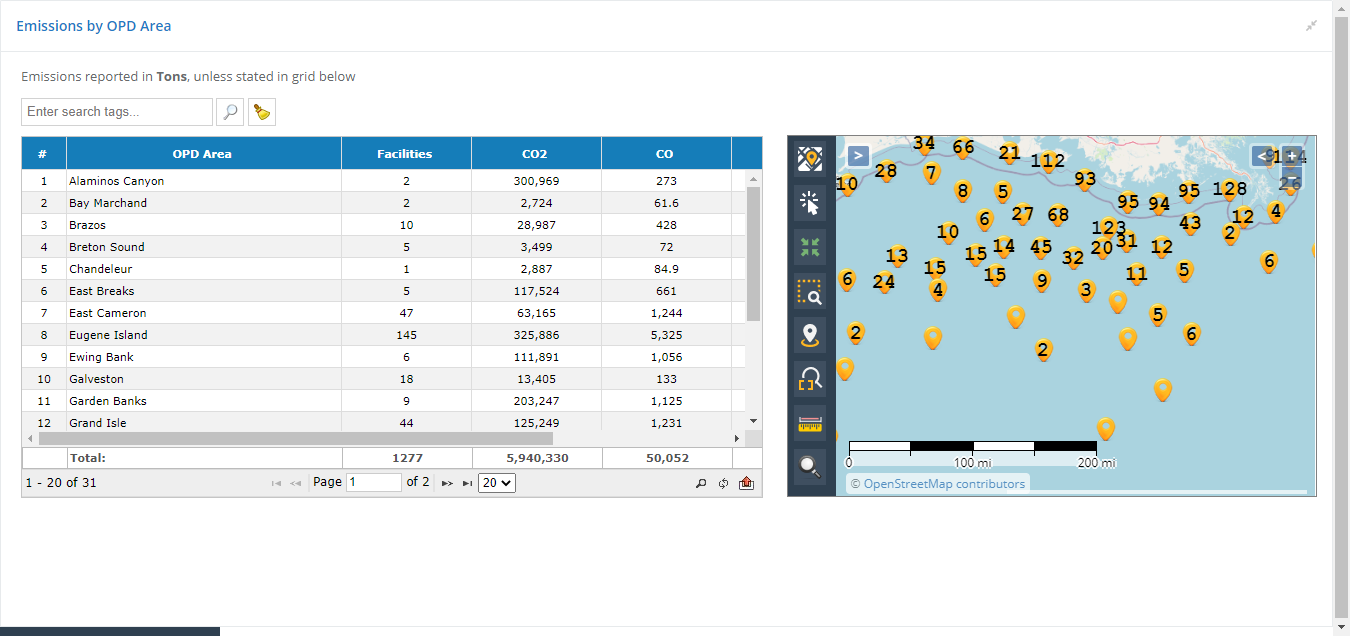 Emissions by OPD Area
Emissions reported in Tons, unless stated in grid below
Enter search tags...
# OPD Area Facilities CO2 CO
1 Alaminos Canyon 2 300,969 273
2 Bay Marchand 2 2,724 61.6
3 Brazos 10 28,987 428
4 Breton Sound 5 3,499 72
5 Chandeleur 1 2,887 84.9
6 East Breaks 5 117,524 661
7 East Cameron 47 63,165 1,244
8 Eugene Island 145 325,886 5,325
9 Ewing Bank 6 111,891 1,056
10 Galveston 18 13,405 133
11 Garden Banks 9 203,247 1,125
12 Grand Isle 44 125,249 1,231
Total: 1277 5,940,330 50,052
1 - 20 of 31 Page 1 of 2 20
> <
34 66 21 112
10 28 7 93 26
8 5 95 94 95 128
6 27 68 123 43 12 4
10 2
13 15 14 45 32 20 31 12
6 24 15 15 9 11 5 6
4 3
2 5 6
2
0 100 mi 200 mi
© OpenStreetMap contributors